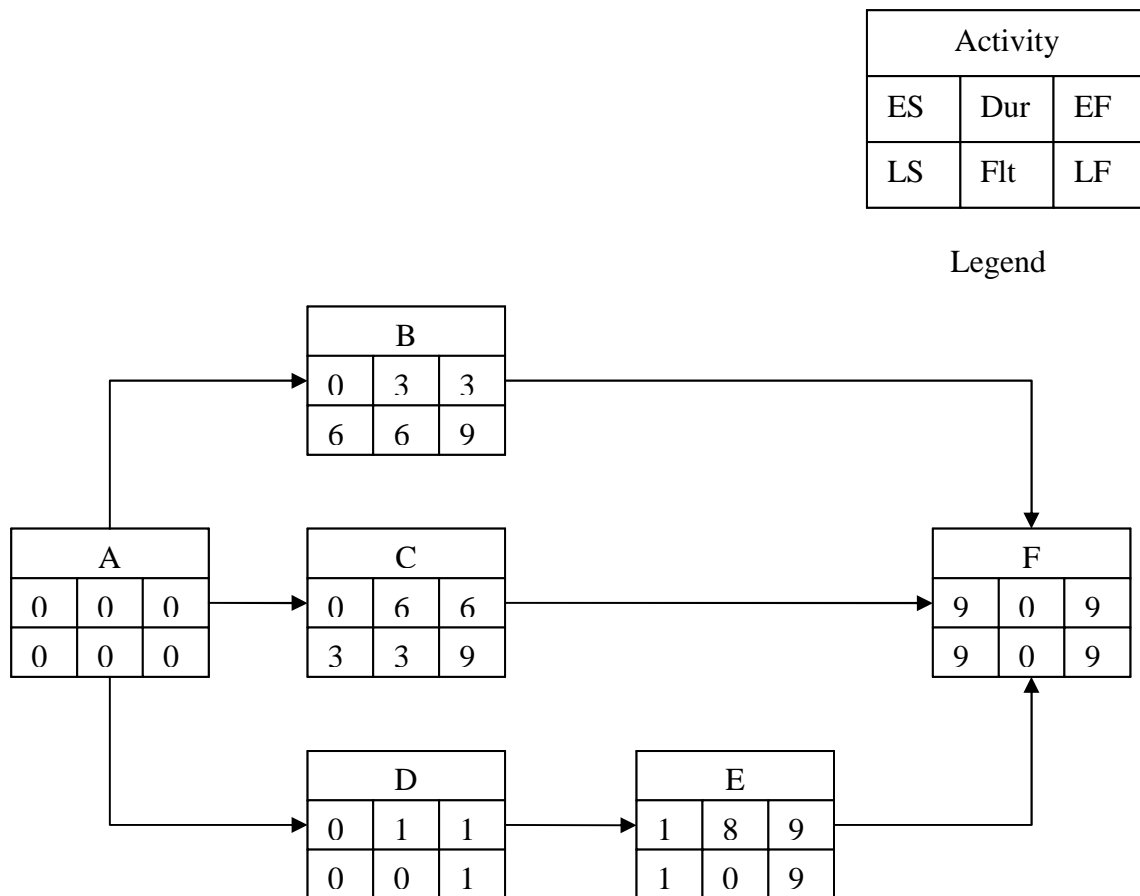 Activity
ES Dur EF
LS Flt LF
Legend
B
0 3 3
6 6 9
A
0 0 0
0 0 0
C
0 6 6
3 3 9
F
9 0 9
9 0 9
D
0 1 1
0 0 1
E
1 8 9
1 0 9